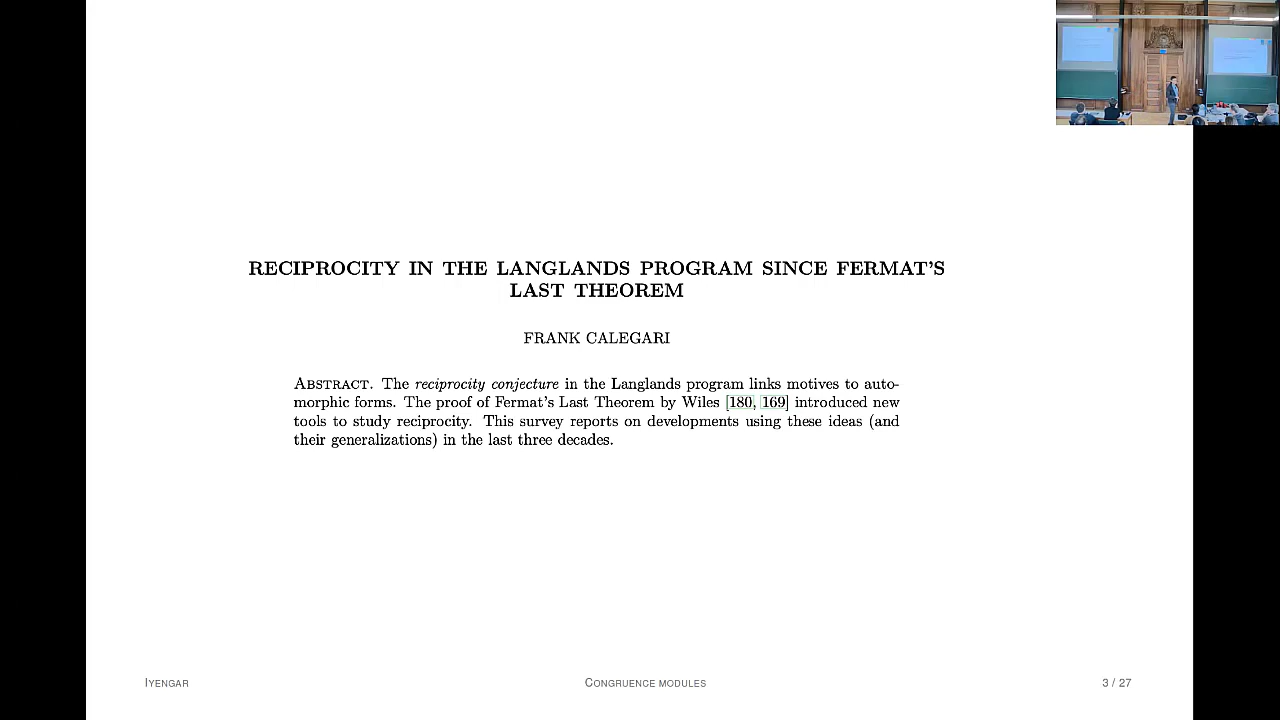 RECIPROCITY IN THE LANGLANDS PROGRAM SINCE FERMAT'S
LAST THEOREM
FRANK CALEGARI
ABSTRACT. The reciprocity conjecture in the Langlands program links motives to auto-
morphic forms. The proof of Fermat's Last Theorem by Wiles [180, 169] introduced new
tools to study reciprocity. This survey reports on developments using these ideas (and
their generalizations) in the last three decades.
IYENGAR
CONGRUENCE MODULES
3 / 27